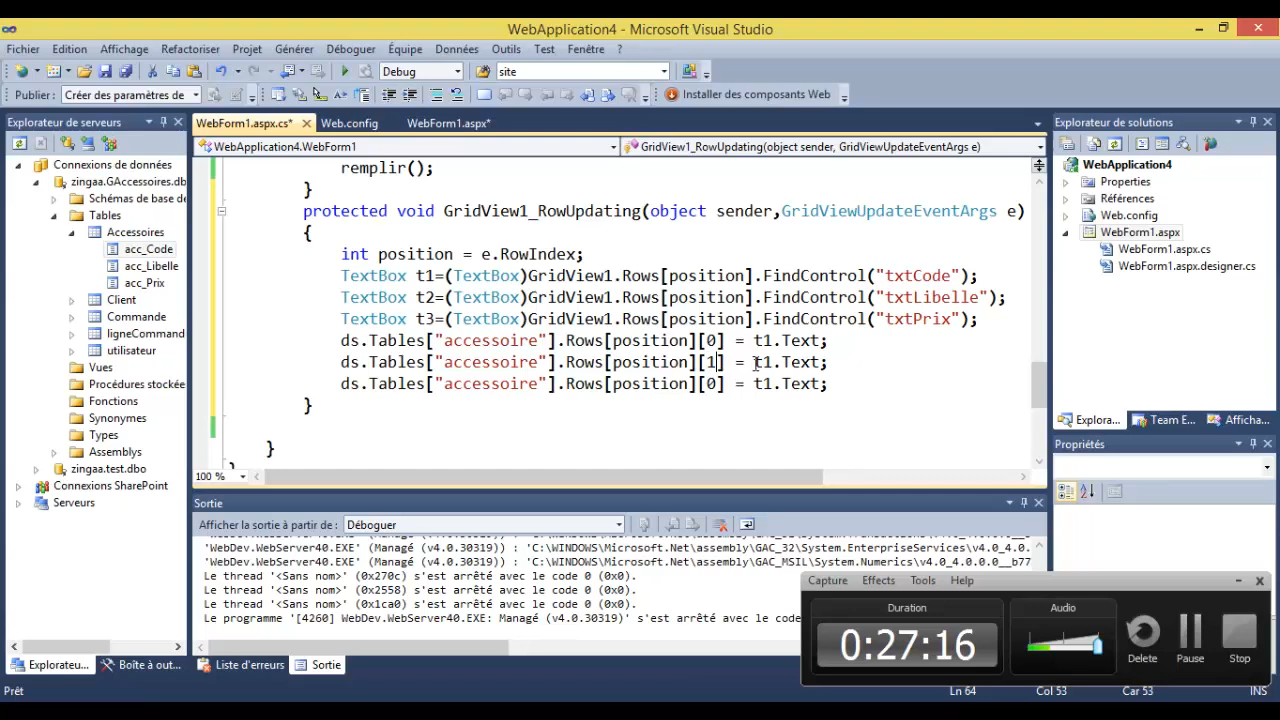 WebApplication4 - Microsoft Visual Studio
Fichier Edition Affichage Refactoriser Projet Générer Déboguer Équipe Données Outils Test Fenêtre ?
Debug site
Publier: Créer des paramètres de Installer des composants Web
Explorateur de serveurs
Connexions de données
zingaa.GAccessoires.db
Schémas de base de
Tables
Accessoires
acc_Code
acc_Libelle
acc_Prix
Client
Commande
ligneCommand
utilisateur
Vues
Procédures stockées
Fonctions
Synonymes
Types
Assemblys
zingaa.test.dbo
Connexions SharePoint
Serveurs
Explorateu... Boîte à out...
WebForm1.aspx.cs* Web.config WebForm1.aspx*
WebApplication4.WebForm1 GridView1_RowUpdating(object sender, GridViewUpdateEventArgs e)
remplir();
}
protected void GridView1_RowUpdating(object sender,GridViewUpdateEventArgs e)
{
int position = e.RowIndex;
TextBox t1=(TextBox)GridView1.Rows[position].FindControl("txtCode");
TextBox t2=(TextBox)GridView1.Rows[position].FindControl("txtLibelle");
TextBox t3=(TextBox)GridView1.Rows[position].FindControl("txtPrix");
ds.Tables["accessoire"].Rows[position][0] = t1.Text;
ds.Tables["accessoire"].Rows[position][1] = t1.Text;
ds.Tables["accessoire"].Rows[position][0] = t1.Text;
}
}
100 %
Sortie
Afficher la sortie à partir de : Déboguer
'WebDev.WebServer40.EXE' (Managé (v4.0.30319)) : 'C:\WINDOWS\Microsoft.Net\assembly\GAC_32\System.EnterpriseServices\v4.0_4.0.
'WebDev.WebServer40.EXE' (Managé (v4.0.30319)) : 'C:\WINDOWS\Microsoft.Net\assembly\GAC_MSIL\System.Numerics\v4.0_4.0.0.0__b77
Le thread '<Sans nom>' (0x270c) s'est arrêté avec le code 0 (0x0).
Le thread '<Sans nom>' (0x2558) s'est arrêté avec le code 0 (0x0).
Le thread '<Sans nom>' (0x1ca0) s'est arrêté avec le code 0 (0x0).
Le programme '[4260] WebDev.WebServer40.EXE: Managé (v4.0.30319)' s'est arrêté avec le code
Liste d'erreurs Sortie
Explorateur de solutions
WebApplication4
Properties
Références
Web.config
WebForm1.aspx
WebForm1.aspx.cs
WebForm1.aspx.designer.cs
Explora... Team E... Afficha...
Propriétés
Capture Effects Tools Help
Duration
0:27:16
Audio
Delete
Pause
Stop
Prêt Ln 64 Col 53 Car 53 INS